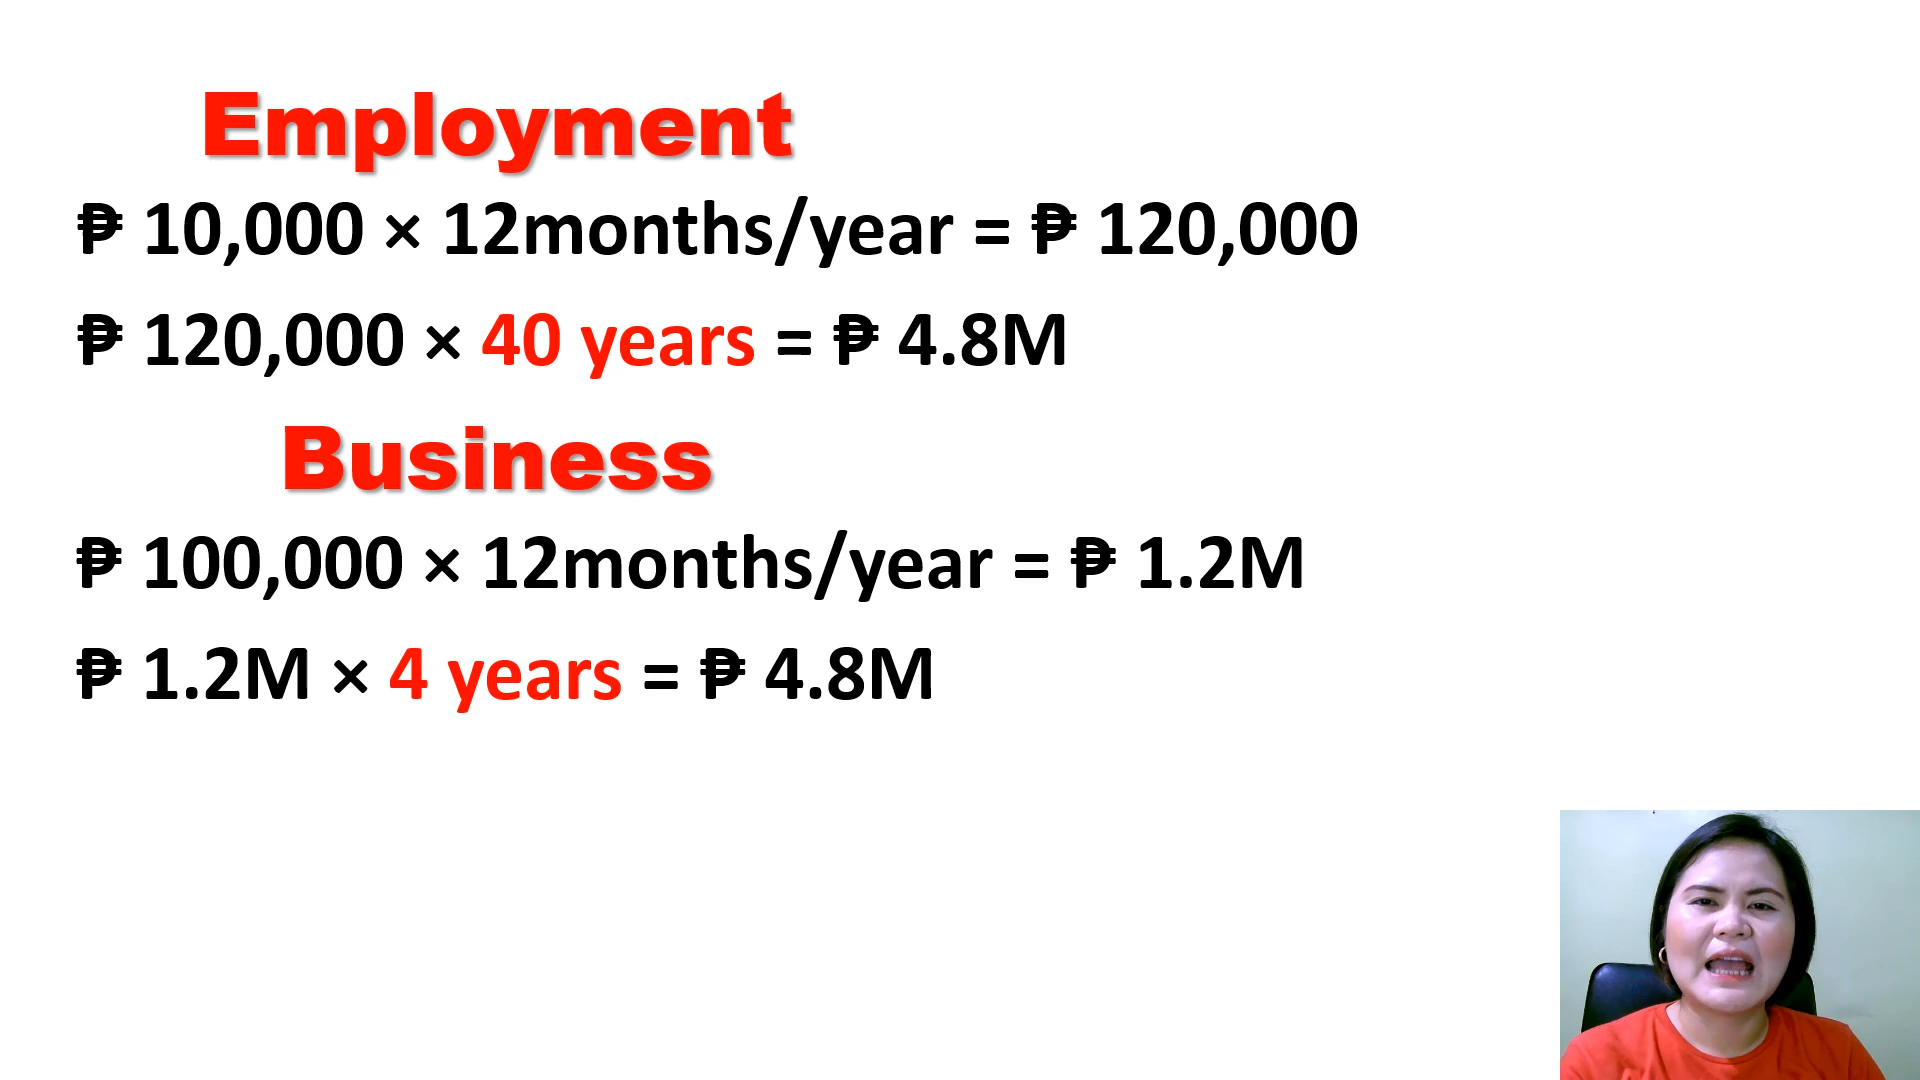 Employment
₱ 10,000 × 12months/year = ₱ 120,000
₱ 120,000 × 40 years = ₱ 4.8M
Business
₱ 100,000 × 12months/year = ₱ 1.2M
₱ 1.2M × 4 years = ₱ 4.8M